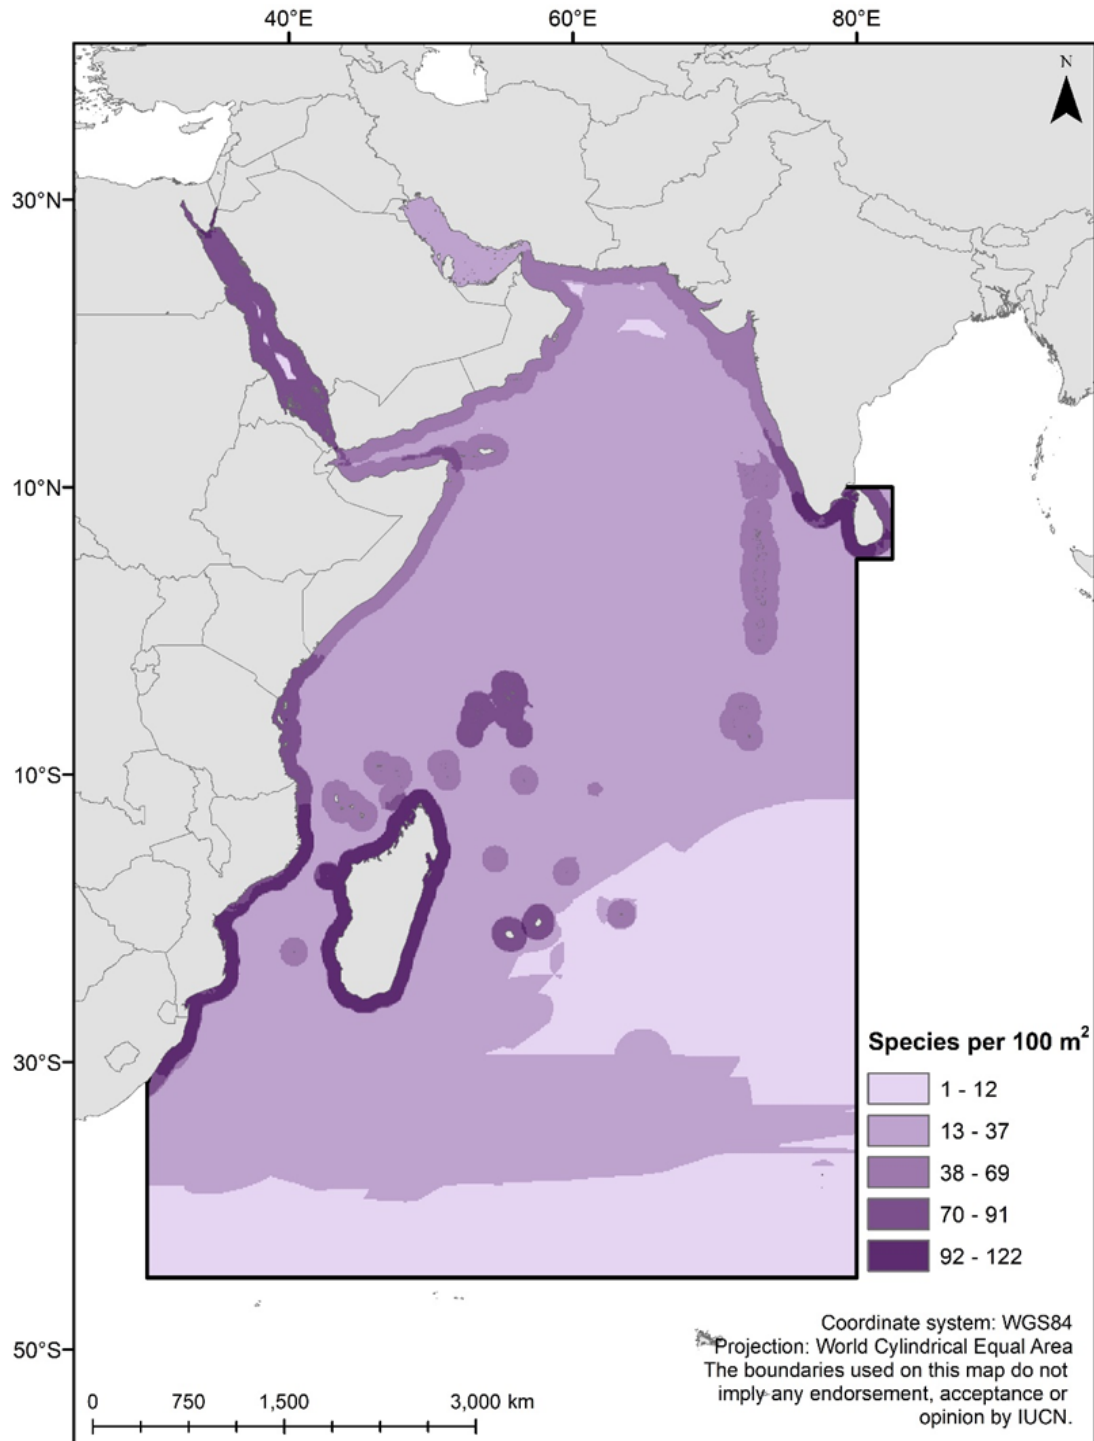 40°E 60°E 80°E
N
30°N
10°N
10°S
30°S
50°S
Species per 100 m²
1 - 12
13 - 37
38 - 69
70 - 91
92 - 122
Coordinate system: WGS84
Projection: World Cylindrical Equal Area
The boundaries used on this map do not
imply any endorsement, acceptance or
opinion by IUCN.
0 750 1,500 3,000 km